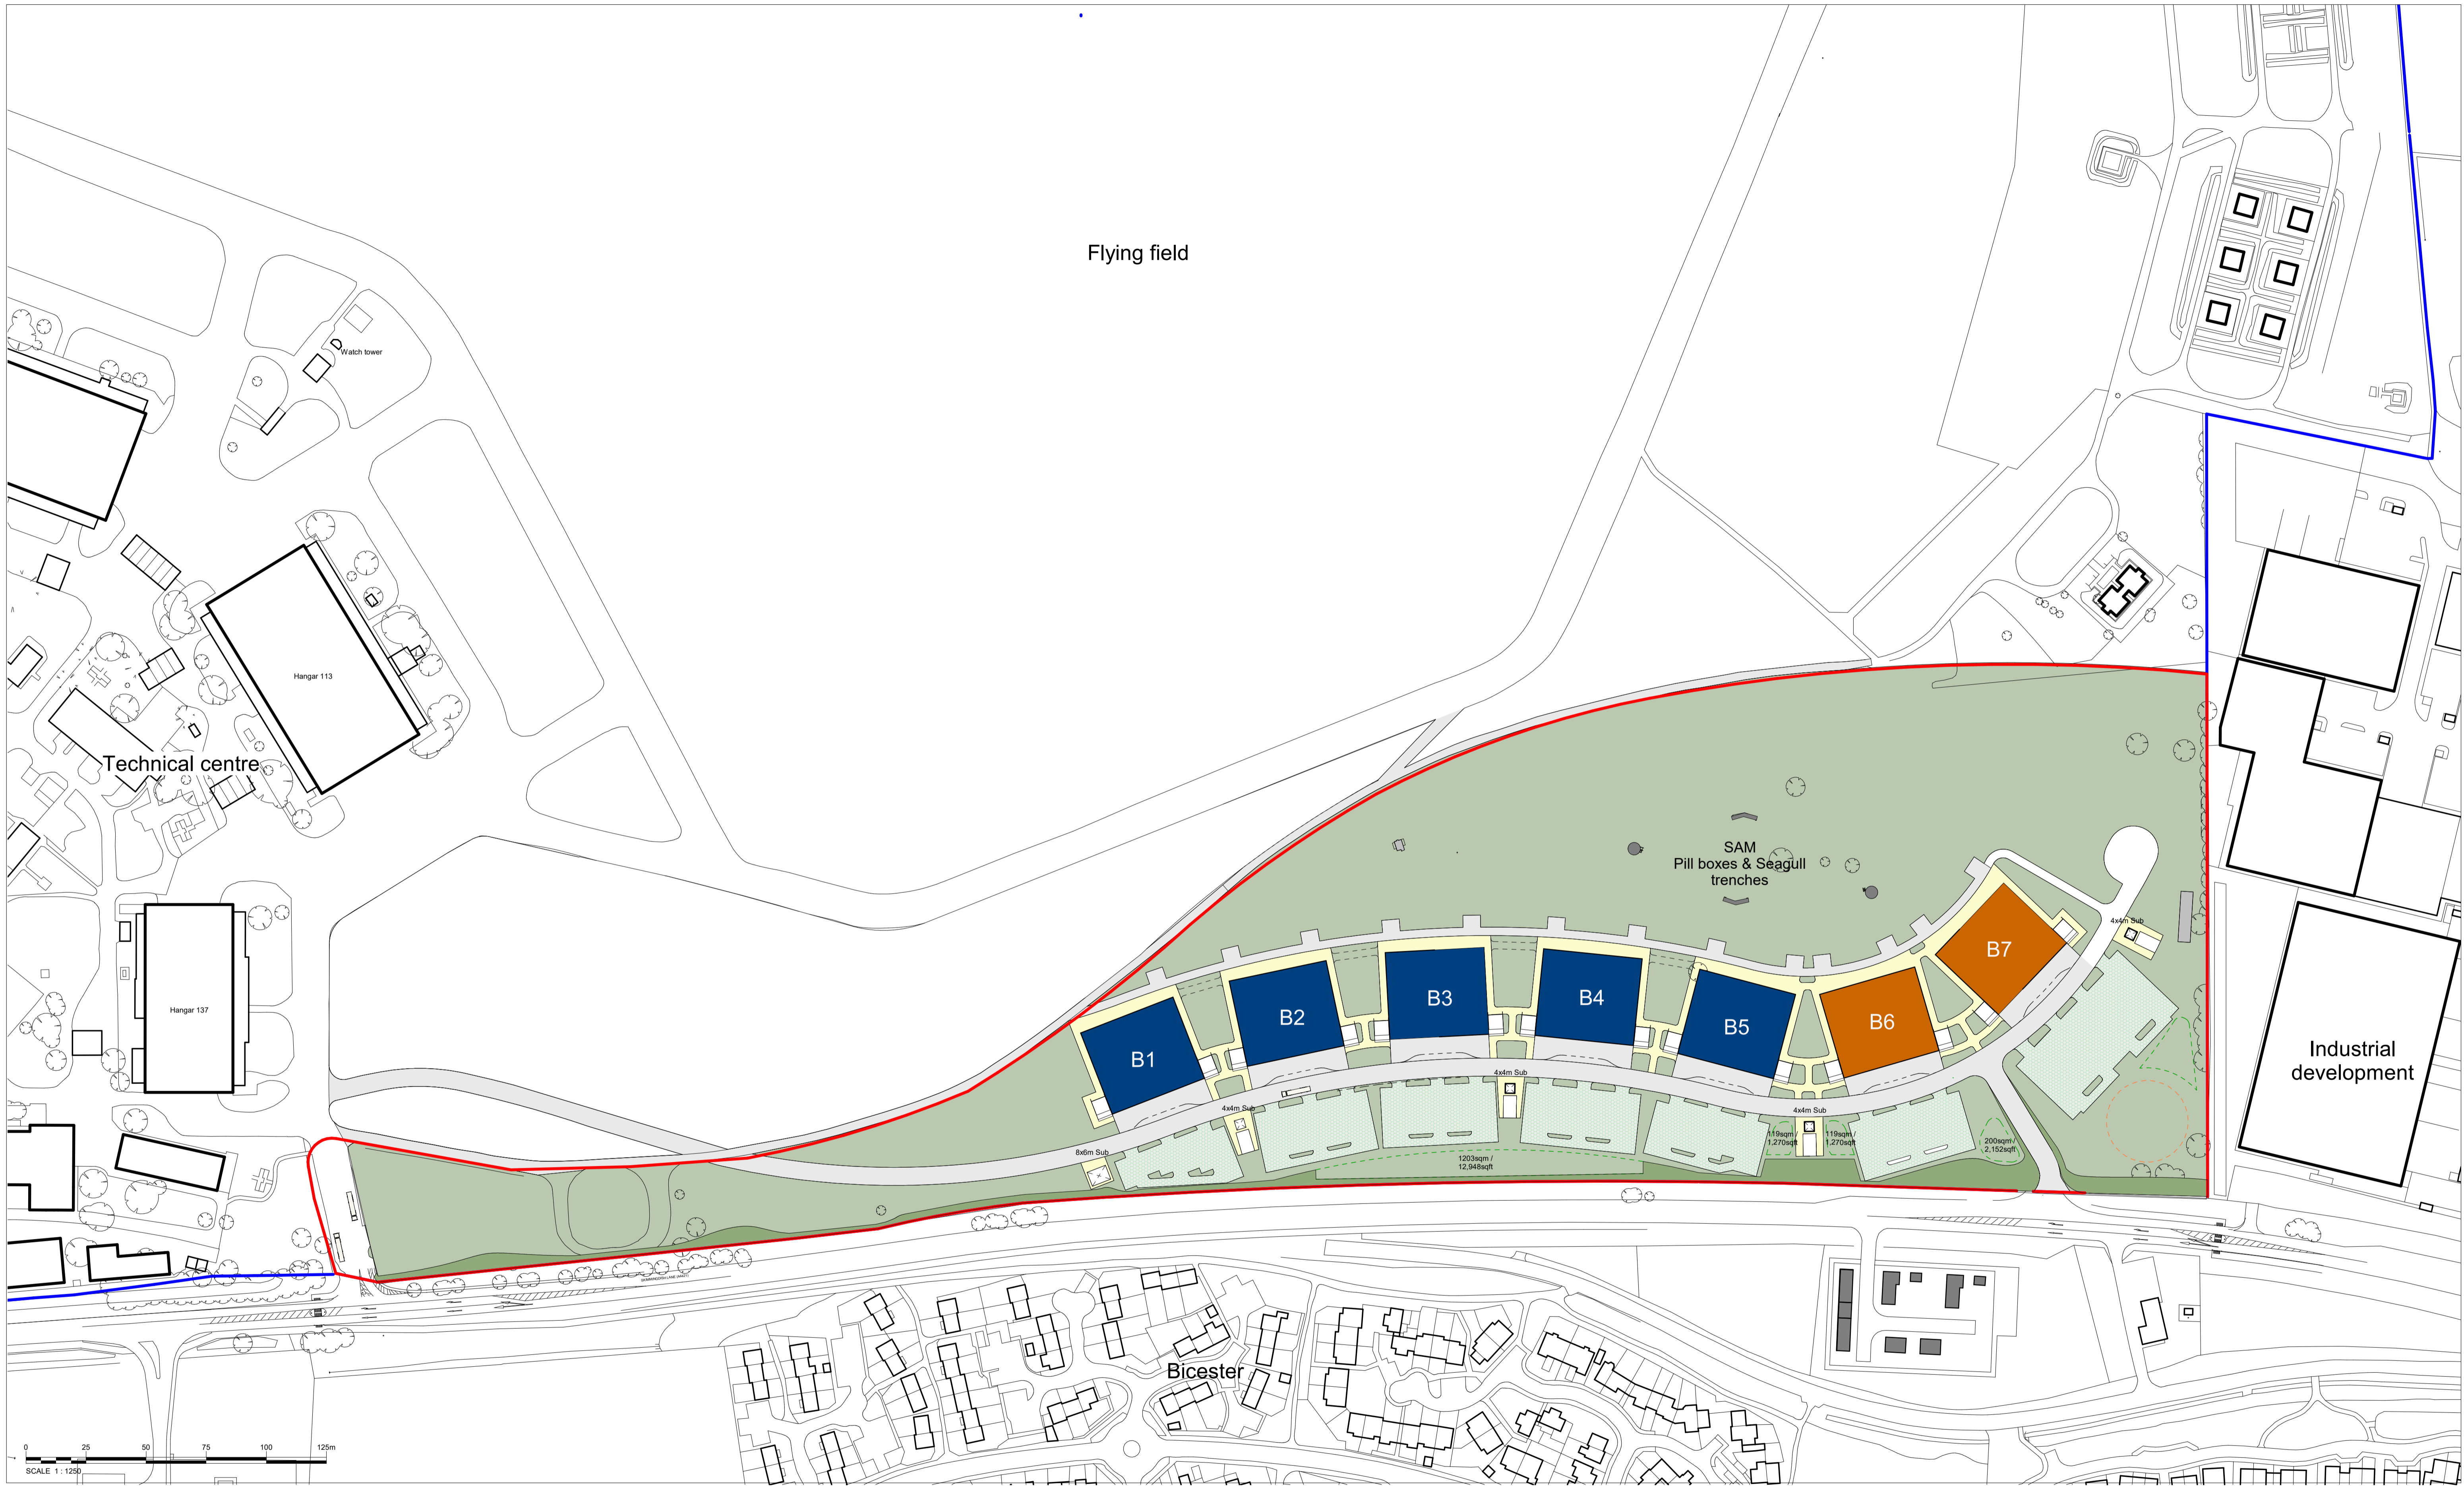 Flying field
Watch tower
Hangar 113
Technical centre
SAM
Pill boxes & Seagull
trenches
4x4m Sub
B7
B3
B4
B2
B5
B6
B1
Hangar 137
Industrial
development
4x4m Sub
4x4m Sub
4x4m Sub
119sqm /
1,270sqft
119sqm /
1,270sqft
200sqm /
2,152sqft
8x6m Sub
1203sqm /
12,948sqft
Bicester
0 25 50 75 100 125m
SCALE 1 : 1250